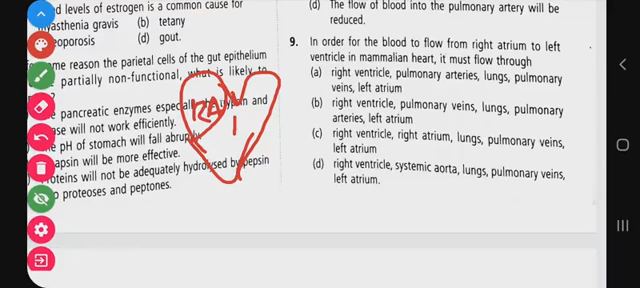 d levels of estrogen is a common cause for
yasthenia gravis (b) tetany
eoporosis (d) gout.
me reason the parietal cells of the gut epithelium
partially non-functional, what is likely to
pancreatic enzymes especially trypsin and
se will not work efficiently.
pH of stomach will fall abruptly.
apsin will be more effective.
oteins will not be adequately hydrolysed by pepsin
o proteoses and peptones.
RA
(d) The flow of blood into the pulmonary artery will be
reduced.
9. In order for the blood to flow from right atrium to left
ventricle in mammalian heart, it must flow through
(a) right ventricle, pulmonary arteries, lungs, pulmonary
veins, left atrium
(b) right ventricle, pulmonary veins, lungs, pulmonary
arteries, left atrium
(c) right ventricle, right atrium, lungs, pulmonary veins,
left atrium
(d) right ventricle, systemic aorta, lungs, pulmonary veins,
left atrium.